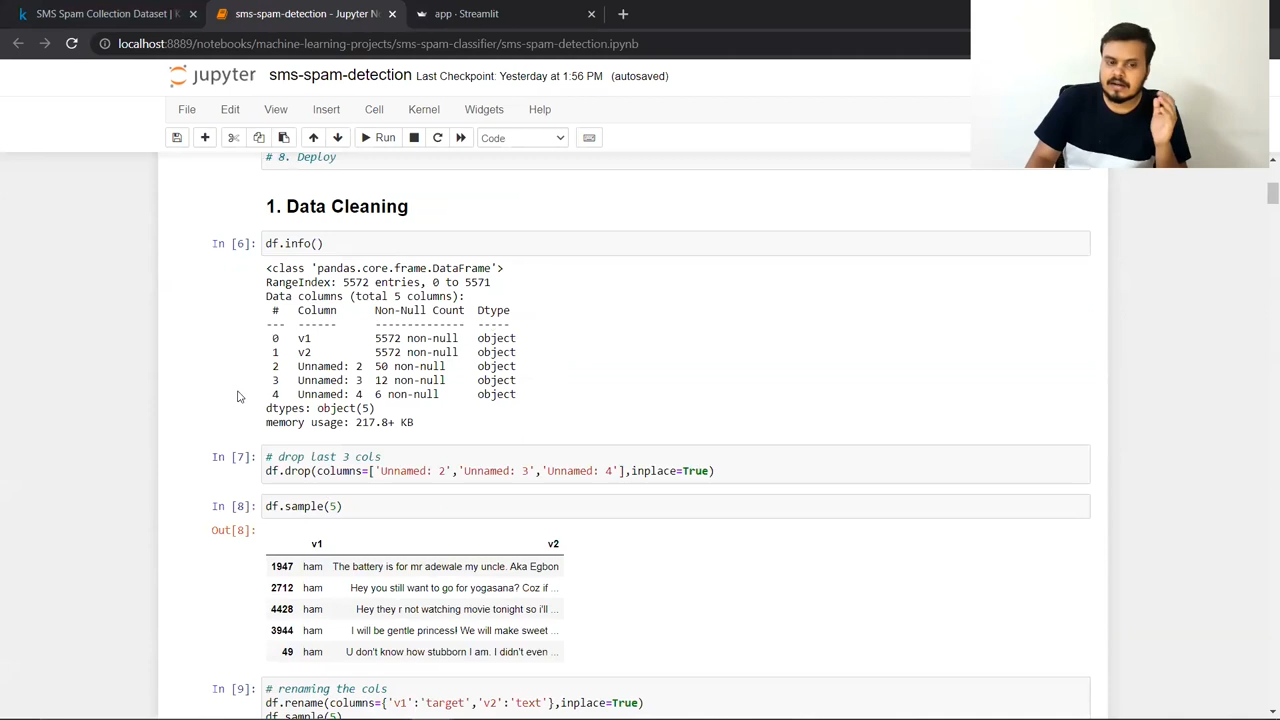 SMS Spam Collection Dataset | K
sms-spam-detection - Jupyter N
app · Streamlit
localhost:8889/notebooks/machine-learning-projects/sms-spam-classifier/sms-spam-detection.ipynb
jupyter sms-spam-detection Last Checkpoint: Yesterday at 1:56 PM (autosaved)
File Edit View Insert Cell Kernel Widgets Help
Run Code
# 8. Deploy
1. Data Cleaning
In [6]: df.info()
<class 'pandas.core.frame.DataFrame'>
RangeIndex: 5572 entries, 0 to 5571
Data columns (total 5 columns):
# Column Non-Null Count Dtype
--- ------ -------------- -----
0 v1 5572 non-null object
1 v2 5572 non-null object
2 Unnamed: 2 50 non-null object
3 Unnamed: 3 12 non-null object
4 Unnamed: 4 6 non-null object
dtypes: object(5)
memory usage: 217.8+ KB
In [7]: # drop last 3 cols
df.drop(columns=['Unnamed: 2','Unnamed: 3','Unnamed: 4'],inplace=True)
In [8]: df.sample(5)
Out[8]:
v1 v2
1947 ham The battery is for mr adewale my uncle. Aka Egbon
2712 ham Hey you still want to go for yogasana? Coz if ...
4428 ham Hey they r not watching movie tonight so i'll ...
3944 ham I will be gentle princess! We will make sweet ...
49 ham U don't know how stubborn I am. I didn't even ...
In [9]: # renaming the cols
df.rename(columns={'v1':'target','v2':'text'},inplace=True)
df.sample(5)